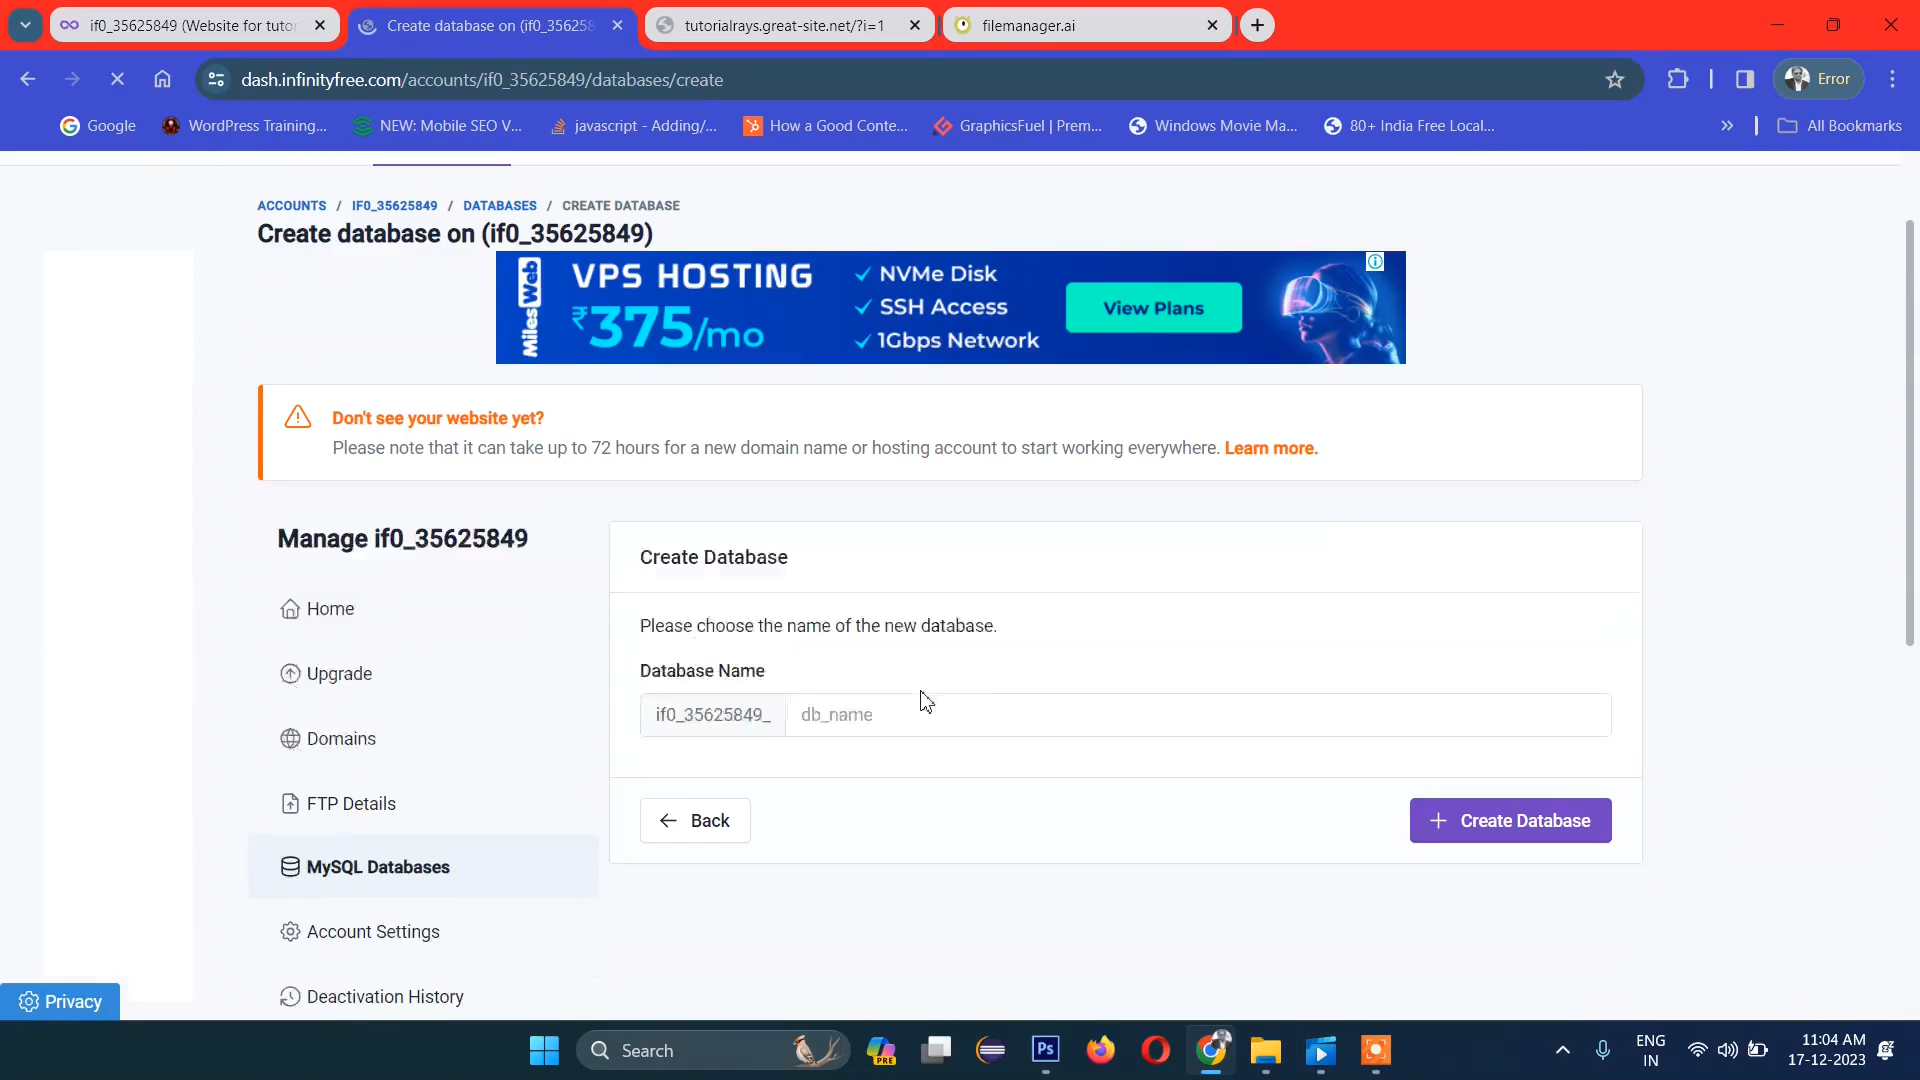 if0_35625849 (Website for tutor
Create database on (if0_356258
tutorialrays.great-site.net/?i=1
filemanager.ai
dash.infinityfree.com/accounts/if0_35625849/databases/create
Error
Google
WordPress Training...
NEW: Mobile SEO V...
javascript - Adding/...
How a Good Conte...
GraphicsFuel | Prem...
Windows Movie Ma...
80+ India Free Local...
All Bookmarks
ACCOUNTS / IF0_35625849 / DATABASES / CREATE DATABASE
Create database on (if0_35625849)
MilesWeb
VPS HOSTING
₹375/mo
NVMe Disk
SSH Access
1Gbps Network
View Plans
Don't see your website yet?
Please note that it can take up to 72 hours for a new domain name or hosting account to start working everywhere. Learn more.
Manage if0_35625849
Home
Upgrade
Domains
FTP Details
MySQL Databases
Account Settings
Deactivation History
Create Database
Please choose the name of the new database.
Database Name
if0_35625849_ db_name
Back
Create Database
Privacy
Search
PRE
Ps
ENG
IN
11:04 AM
17-12-2023